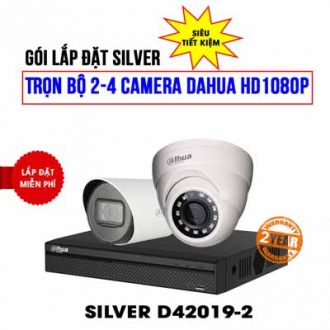 SIÊU
TIẾT KIỆM
GÓI LẮP ĐẶT SILVER
TRỌN BỘ 2-4 CAMERA DAHUA HD1080P
LẮP ĐẶT
MIỄN PHÍ
alhua
alhua
2 YEAR
SILVER D42019-2